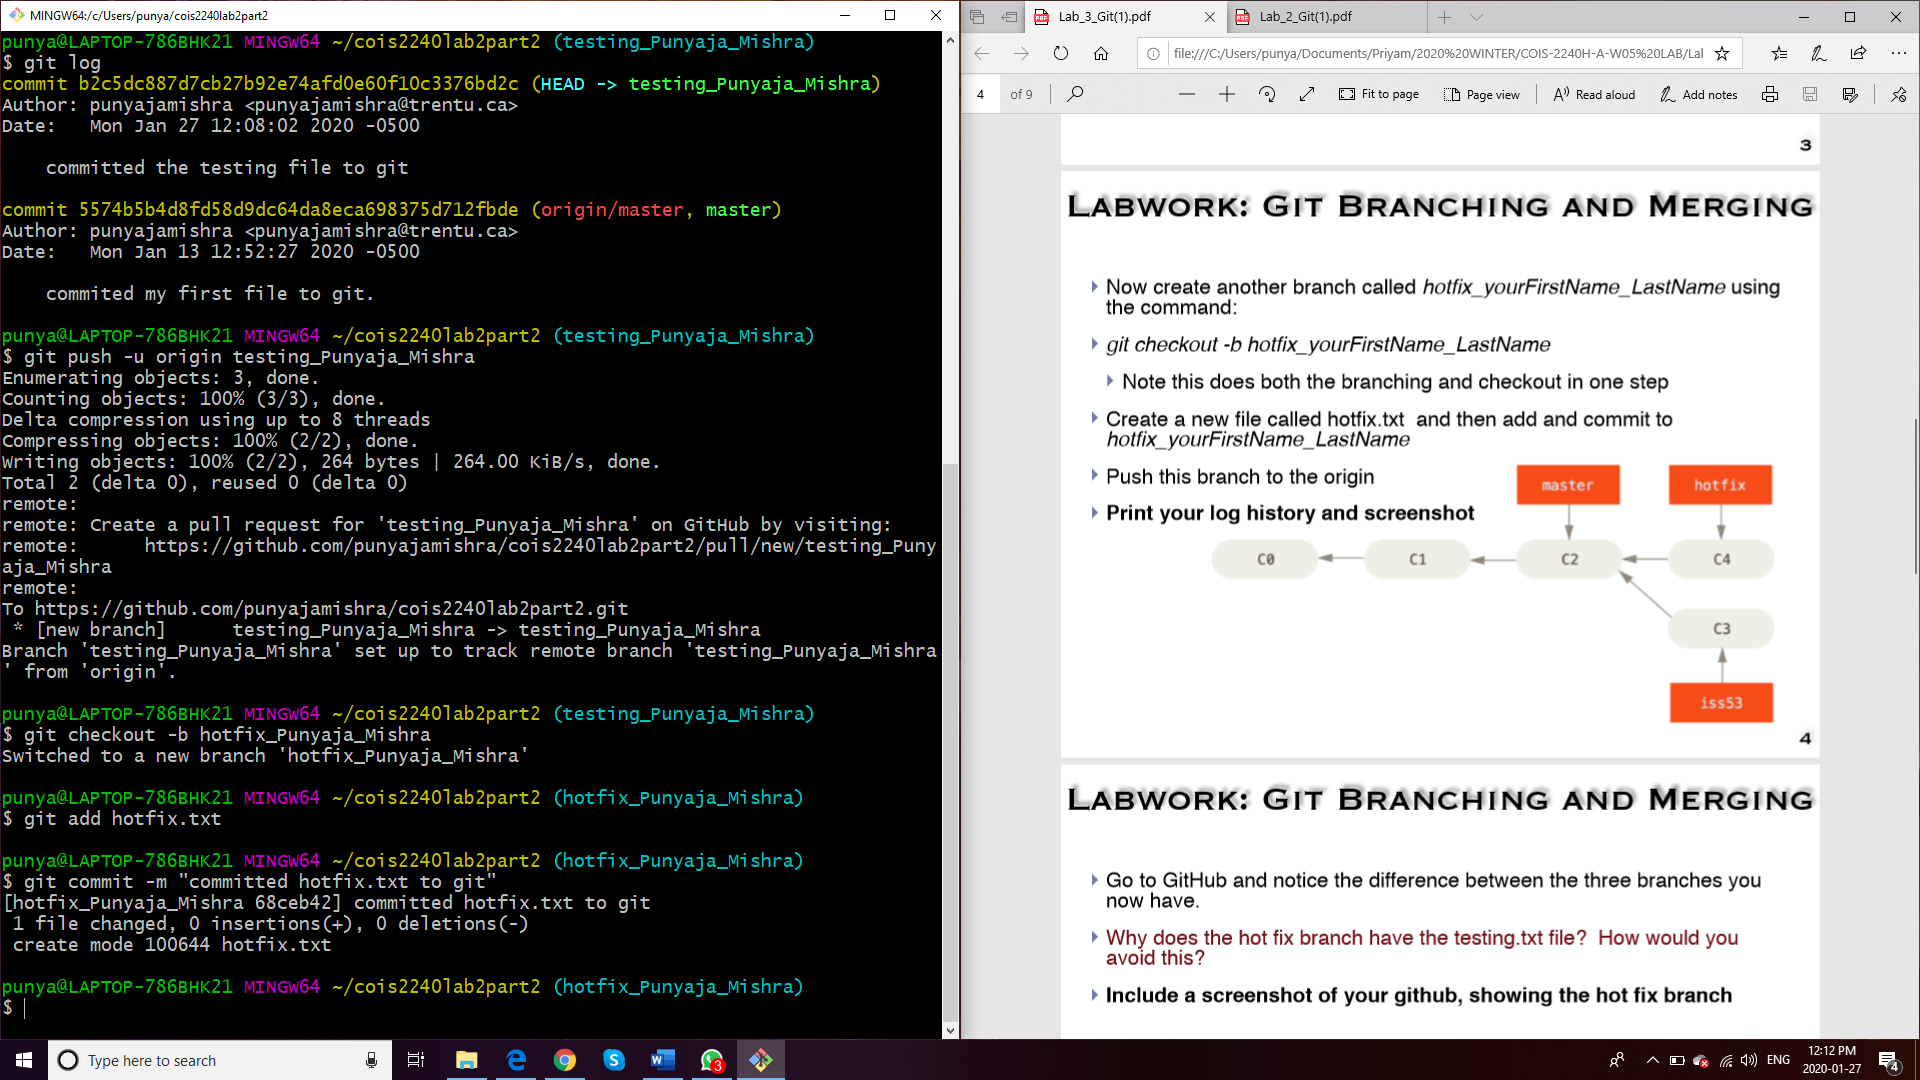 MINGW64:/c/Users/punya/cois2240lab2part2
punya@LAPTOP-786BHK21 MINGW64 ~/cois2240lab2part2 (testing_Punyaja_Mishra)
$ git log
commit b2c5dc887d7cb27b92e74afd0e60f10c3376bd2c (HEAD -> testing_Punyaja_Mishra)
Author: punyajamishra <punyajamishra@trentu.ca>
Date:   Mon Jan 27 12:08:02 2020 -0500
    committed the testing file to git
commit 5574b5b4d8fd58d9dc64da8eca698375d712fbde (origin/master, master)
Author: punyajamishra <punyajamishra@trentu.ca>
Date:   Mon Jan 13 12:52:27 2020 -0500
    commited my first file to git.
punya@LAPTOP-786BHK21 MINGW64 ~/cois2240lab2part2 (testing_Punyaja_Mishra)
$ git push -u origin testing_Punyaja_Mishra
Enumerating objects: 3, done.
Counting objects: 100% (3/3), done.
Delta compression using up to 8 threads
Compressing objects: 100% (2/2), done.
Writing objects: 100% (2/2), 264 bytes | 264.00 KiB/s, done.
Total 2 (delta 0), reused 0 (delta 0)
remote:
remote: Create a pull request for 'testing_Punyaja_Mishra' on GitHub by visiting:
remote:      https://github.com/punyajamishra/cois2240lab2part2/pull/new/testing_Puny
aja_Mishra
remote:
To https://github.com/punyajamishra/cois2240lab2part2.git
 * [new branch]      testing_Punyaja_Mishra -> testing_Punyaja_Mishra
Branch 'testing_Punyaja_Mishra' set up to track remote branch 'testing_Punyaja_Mishra
' from 'origin'.
punya@LAPTOP-786BHK21 MINGW64 ~/cois2240lab2part2 (testing_Punyaja_Mishra)
$ git checkout -b hotfix_Punyaja_Mishra
Switched to a new branch 'hotfix_Punyaja_Mishra'
punya@LAPTOP-786BHK21 MINGW64 ~/cois2240lab2part2 (hotfix_Punyaja_Mishra)
$ git add hotfix.txt
punya@LAPTOP-786BHK21 MINGW64 ~/cois2240lab2part2 (hotfix_Punyaja_Mishra)
$ git commit -m "committed hotfix.txt to git"
[hotfix_Punyaja_Mishra 68ceb42] committed hotfix.txt to git
 1 file changed, 0 insertions(+), 0 deletions(-)
 create mode 100644 hotfix.txt
punya@LAPTOP-786BHK21 MINGW64 ~/cois2240lab2part2 (hotfix_Punyaja_Mishra)
$
Lab_3_Git(1).pdf
Lab_2_Git(1).pdf
file:///C:/Users/punya/Documents/Priyam/2020%20WINTER/COIS-2240H-A-W05%20LAB/Lal
4 of 9
Fit to page
Page view
Read aloud
Add notes
3
LABWORK: GIT BRANCHING AND MERGING
Now create another branch called hotfix_yourFirstName_LastName using
the command:
git checkout -b hotfix_yourFirstName_LastName
Note this does both the branching and checkout in one step
Create a new file called hotfix.txt and then add and commit to
hotfix_yourFirstName_LastName
Push this branch to the origin
Print your log history and screenshot
master
hotfix
C0
C1
C2
C4
C3
iss53
4
LABWORK: GIT BRANCHING AND MERGING
Go to GitHub and notice the difference between the three branches you
now have.
Why does the hot fix branch have the testing.txt file? How would you
avoid this?
Include a screenshot of your github, showing the hot fix branch
Type here to search
3
ENG
12:12 PM
2020-01-27
4